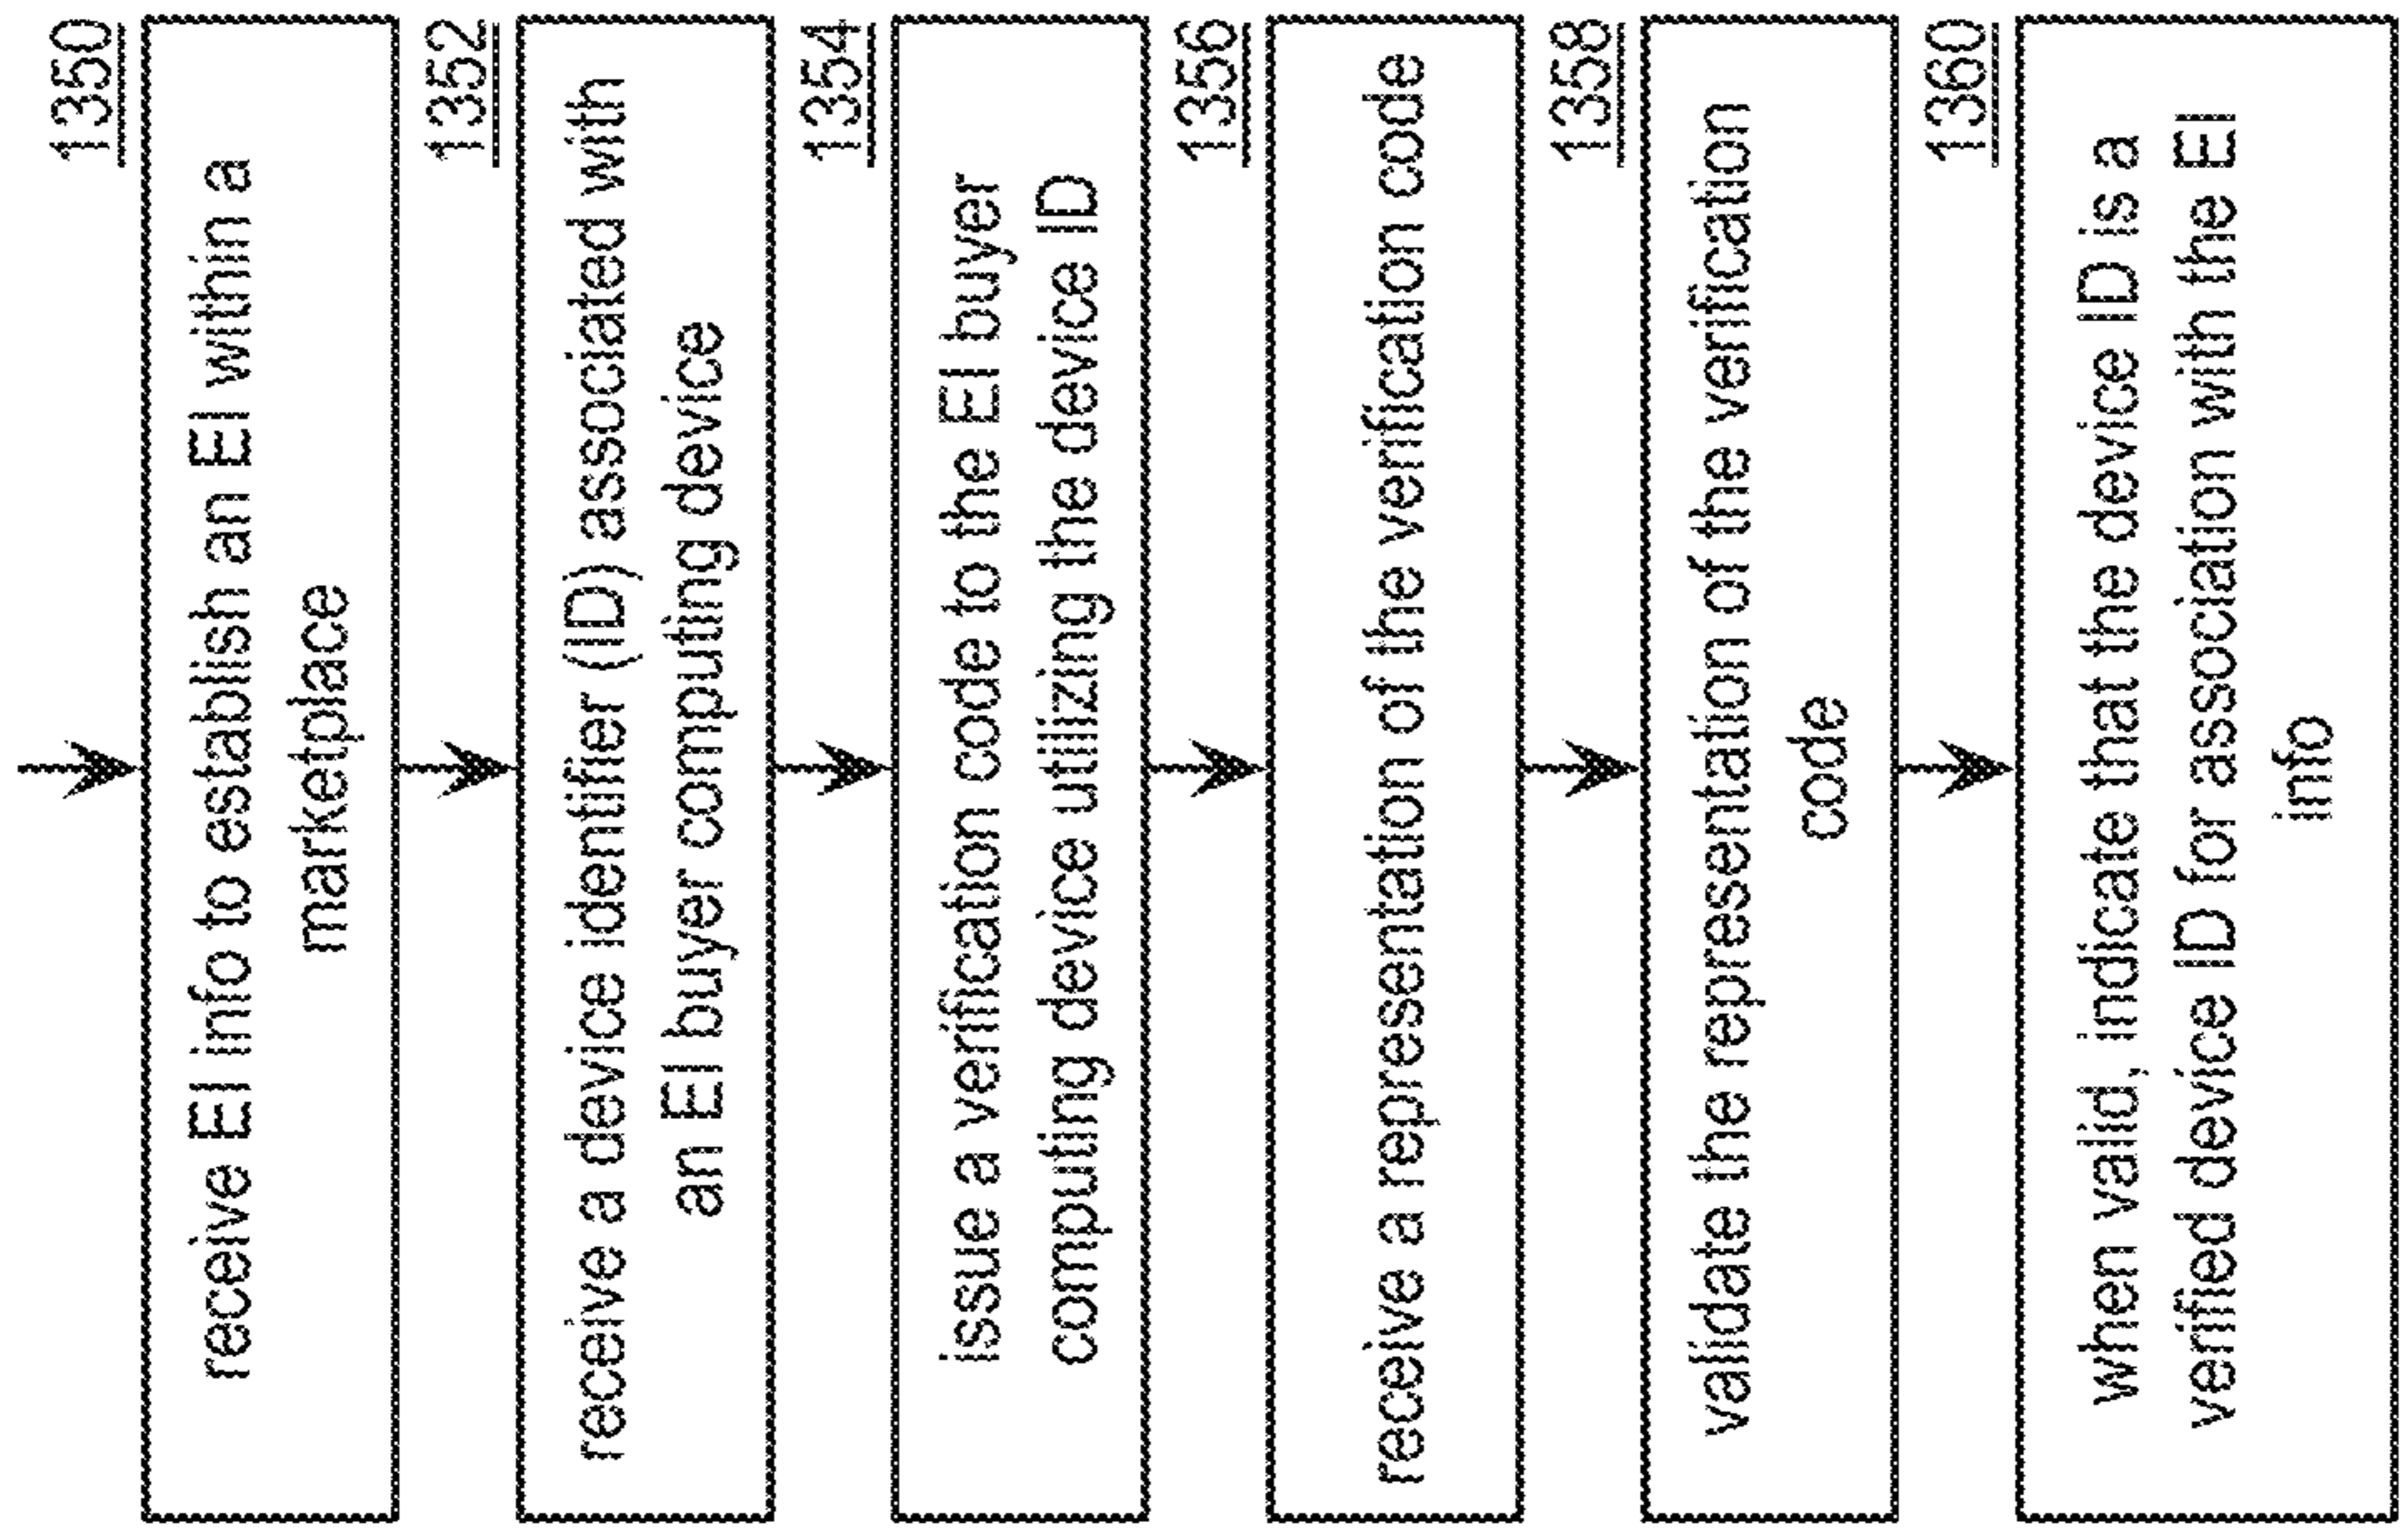 1350
receive EI info to establish an EI within a
marketplace
1352
receive a device identifier (ID) associated with
an EI buyer computing device
1354
issue a verification code to the EI buyer
computing device utilizing the device ID
1356
receive a representation of the verification code
1358
validate the representation of the verification
code
1360
when valid, indicate that the device ID is a
verified device ID for association with the EI
info